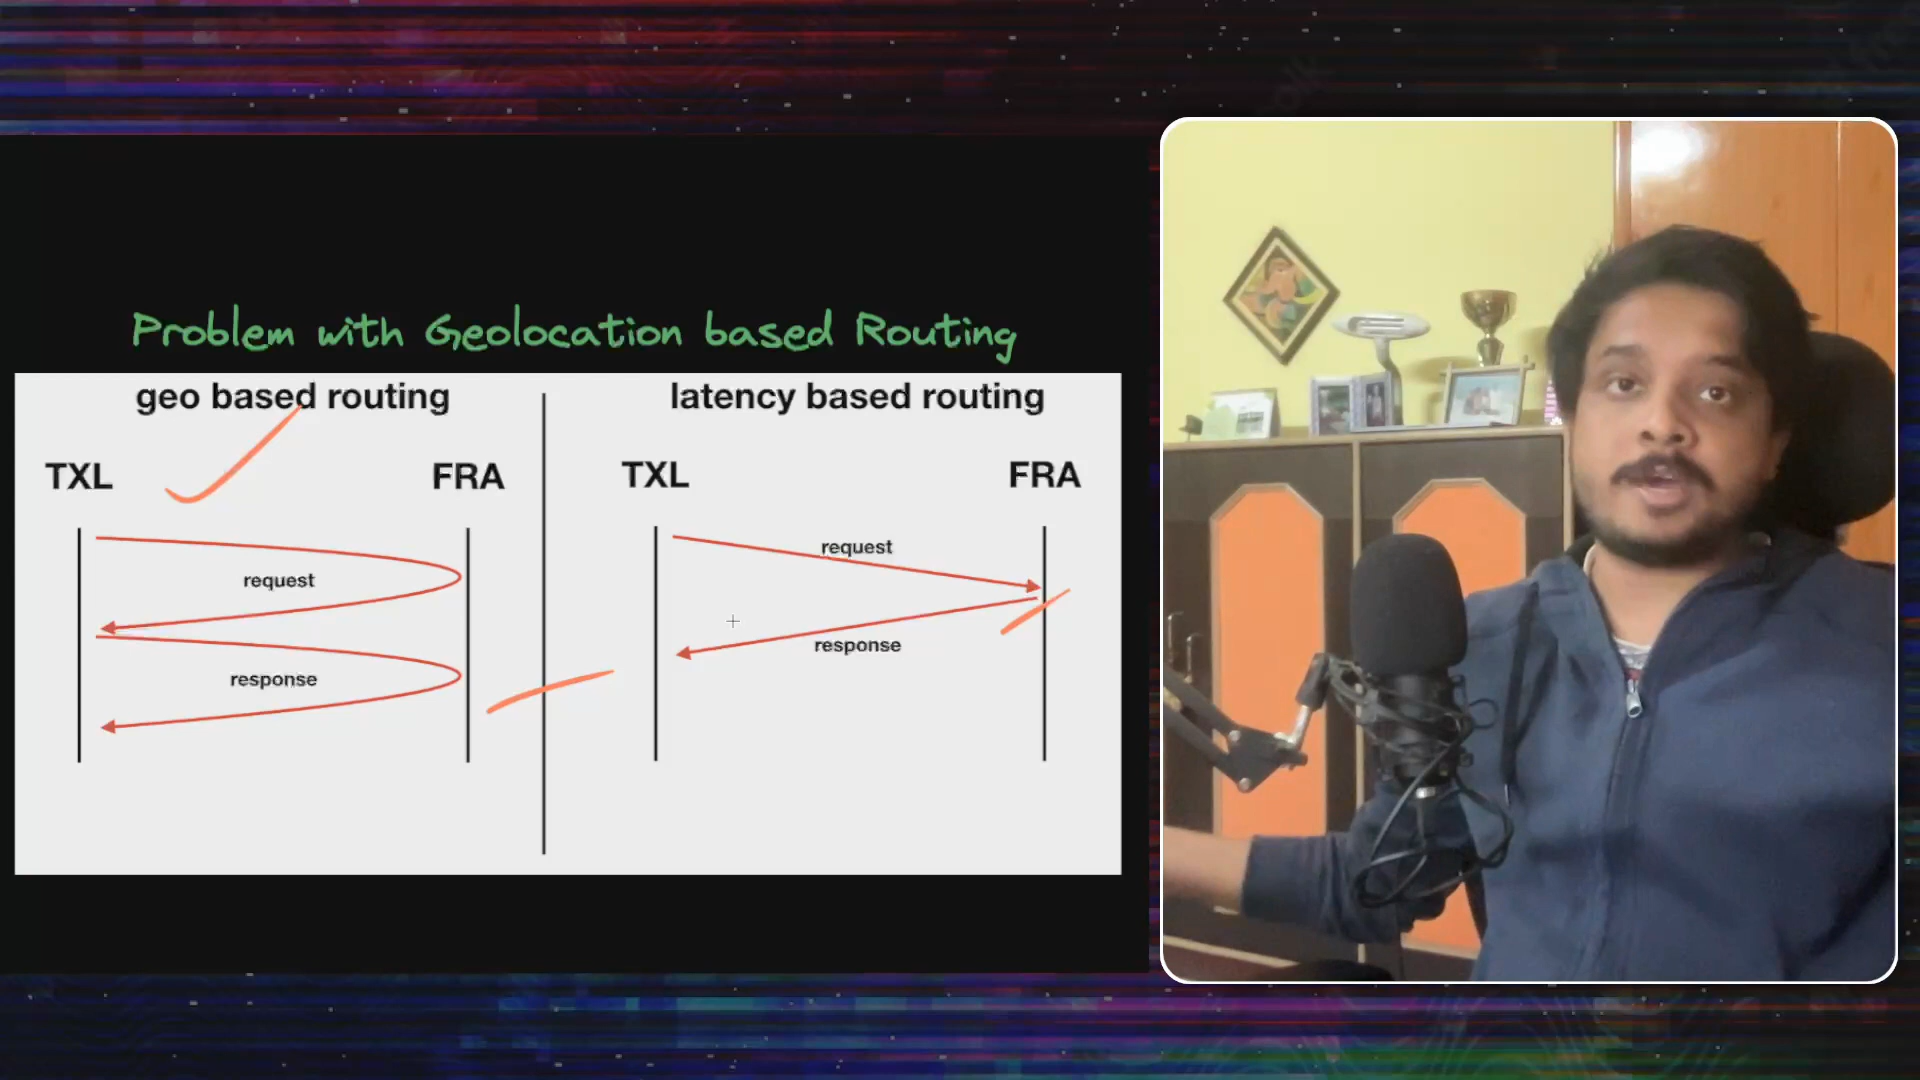 Problem with Geolocation based Routing
geo based routing
TXL
FRA
request
response
latency based routing
TXL
FRA
request
response